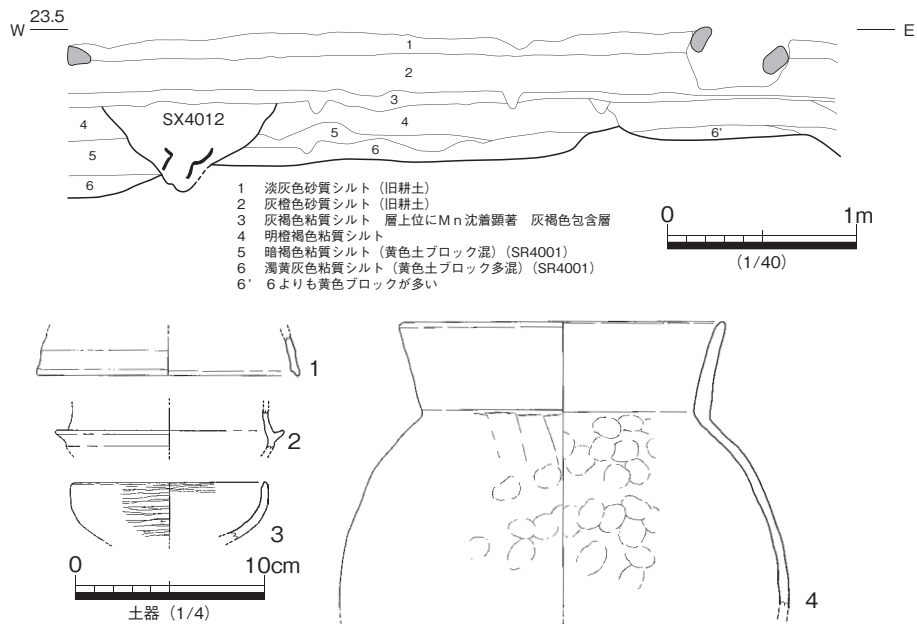 W 23.5 E
1
2
3
4 SX4012 4
5 5 6'
6 6
1 淡灰色砂質シルト（旧耕土）
2 灰橙色砂質シルト（旧耕土）
3 灰褐色粘質シルト 層上位にMn沈着顕著 灰褐色包含層
4 明橙褐色粘質シルト
5 暗褐色粘質シルト（黄色土ブロック混）（SR4001）
6 濁黄灰色粘質シルト（黄色土ブロック多混）（SR4001）
6' 6よりも黄色ブロックが多い
0 1m
(1/40)
1
2
3
0 10cm
土器（1/4）
4